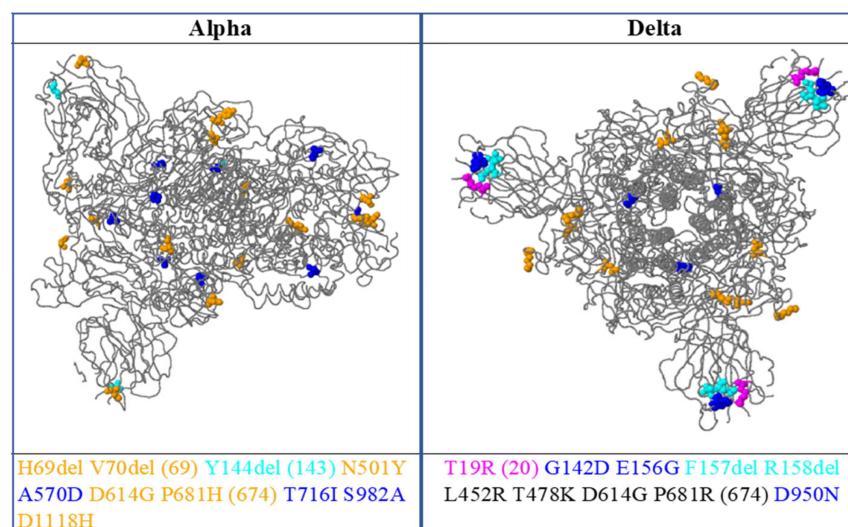 Alpha
Delta
H69del V70del (69) Y144del (143) N501Y
A570D D614G P681H (674) T716I S982A
D1118H
T19R (20) G142D E156G F157del R158del
L452R T478K D614G P681R (674) D950N